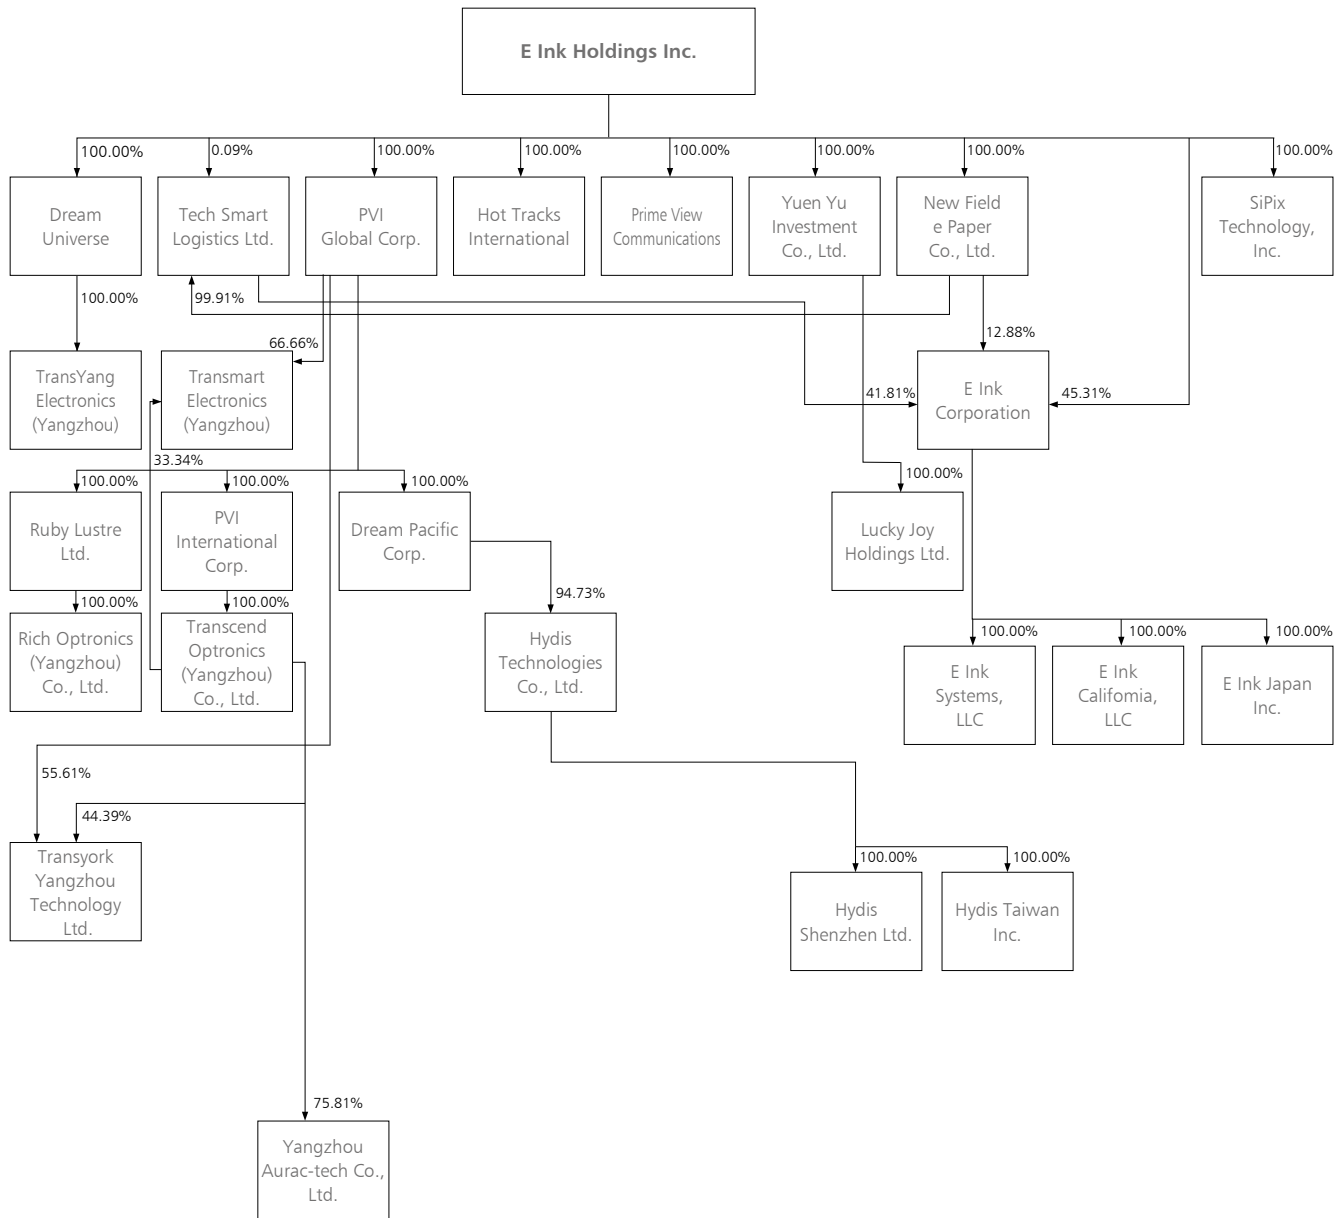 E Ink Holdings Inc.
100.00%
0.09%
100.00%
100.00%
100.00%
100.00%
100.00%
100.00%
Dream
Universe
Tech Smart
Logistics Ltd.
PVI
Global Corp.
Hot Tracks
International
Prime View
Communications
Yuen Yu
Investment
Co., Ltd.
New Field
e Paper
Co., Ltd.
SiPix
Technology,
Inc.
100.00%
99.91%
66.66%
12.88%
TransYang
Electronics
(Yangzhou)
Transmart
Electronics
(Yangzhou)
41.81%
E Ink
Corporation
45.31%
33.34%
100.00%
100.00%
100.00%
100.00%
Ruby Lustre
Ltd.
PVI
International
Corp.
Dream Pacific
Corp.
Lucky Joy
Holdings Ltd.
100.00%
100.00%
94.73%
Rich Optronics
(Yangzhou)
Co., Ltd.
Transcend
Optronics
(Yangzhou)
Co., Ltd.
Hydis
Technologies
Co., Ltd.
100.00%
100.00%
100.00%
E Ink
Systems,
LLC
E Ink
Califomia,
LLC
E Ink Japan
Inc.
55.61%
44.39%
Transyork
Yangzhou
Technology
Ltd.
100.00%
100.00%
Hydis
Shenzhen Ltd.
Hydis Taiwan
Inc.
75.81%
Yangzhou
Aurac-tech Co.,
Ltd.